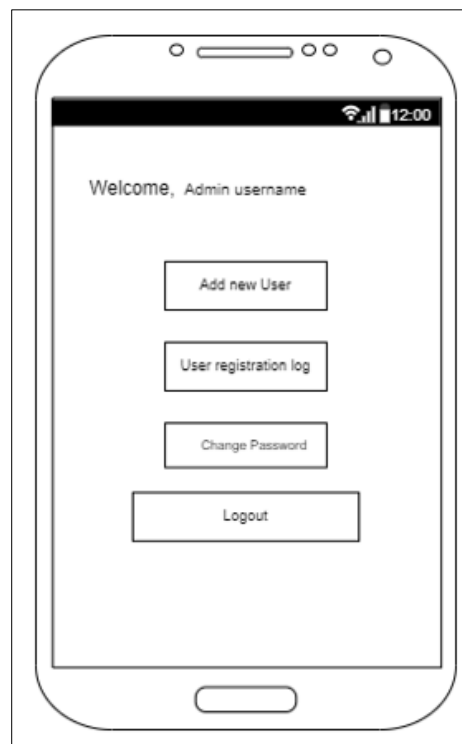 12:00
Welcome, Admin username
Add new User
User registration log
Change Password
Logout